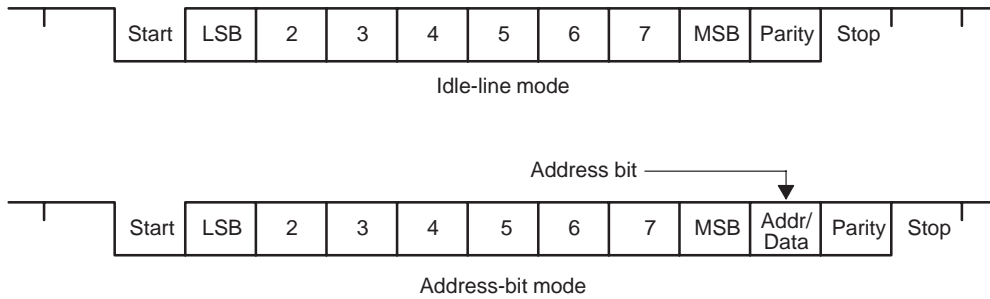 Start LSB 2 3 4 5 6 7 MSB Parity Stop
Idle-line mode
Address bit
Start LSB 2 3 4 5 6 7 MSB Addr/
Data Parity Stop
Address-bit mode